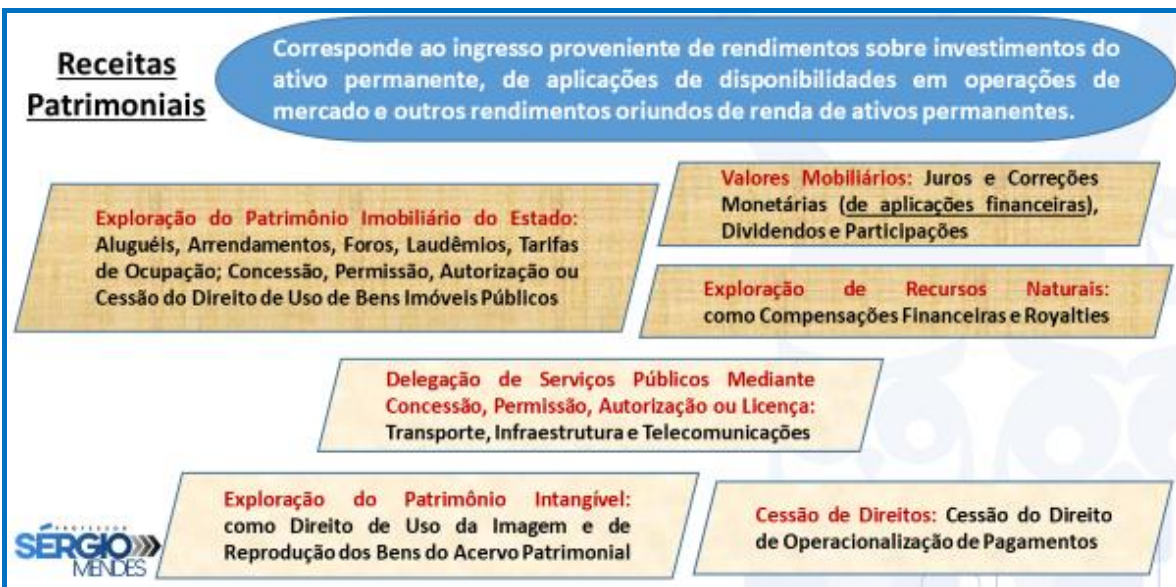 Receitas
Patrimoniais
Corresponde ao ingresso proveniente de rendimentos sobre investimentos do
ativo permanente, de aplicações de disponibilidades em operações de
mercado e outros rendimentos oriundos de renda de ativos permanentes.
Exploração do Patrimônio Imobiliário do Estado:
Aluguéis, Arrendamentos, Foros, Laudêmios, Tarifas
de Ocupação; Concessão, Permissão, Autorização ou
Cessão do Direito de Uso de Bens Imóveis Públicos
Valores Mobiliários: Juros e Correções
Monetárias (de aplicações financeiras),
Dividendos e Participações
Exploração de Recursos Naturais:
como Compensações Financeiras e Royalties
Delegação de Serviços Públicos Mediante
Concessão, Permissão, Autorização ou Licença:
Transporte, Infraestrutura e Telecomunicações
Exploração do Patrimônio Intangível:
como Direito de Uso da Imagem e de
Reprodução dos Bens do Acervo Patrimonial
Cessão de Direitos: Cessão do Direito
de Operacionalização de Pagamentos
PROFESSOR
SÉRGIO
MENDES